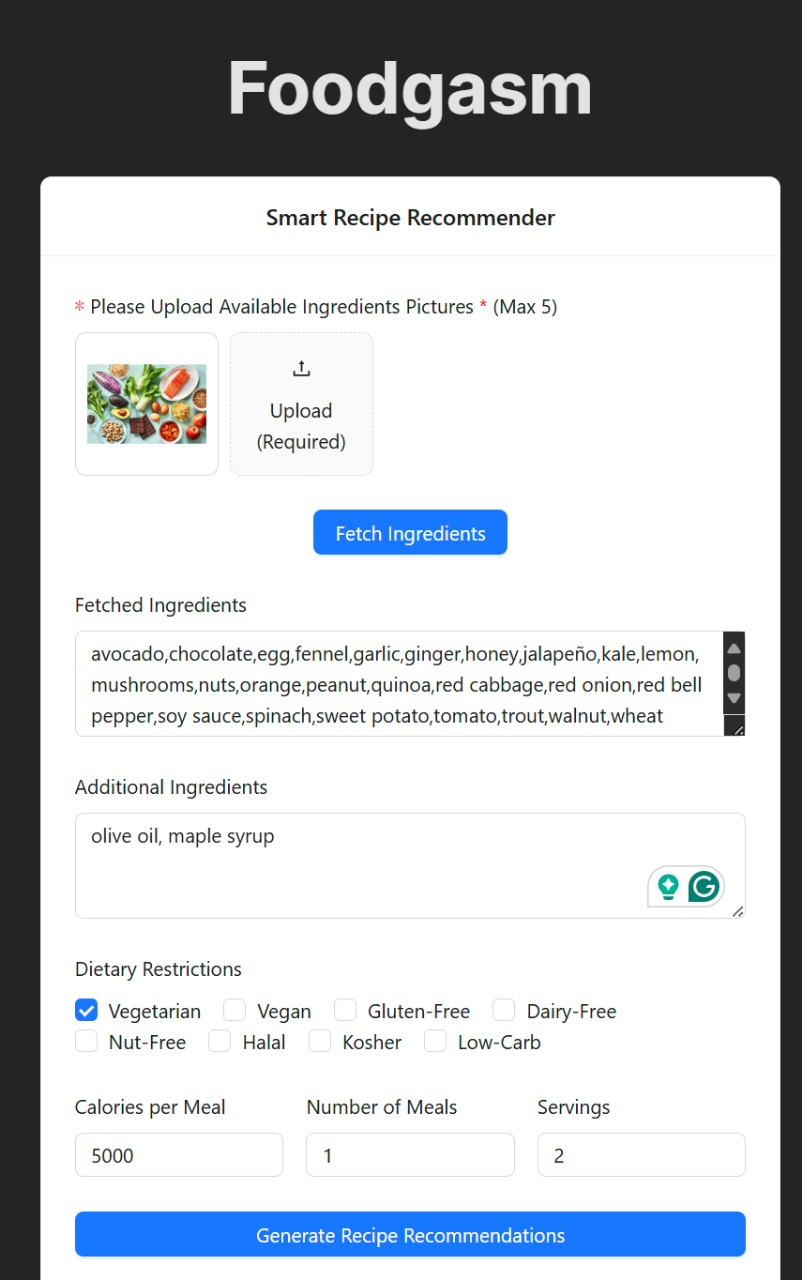 Foodgasm
Smart Recipe Recommender
* Please Upload Available Ingredients Pictures * (Max 5)
Upload
(Required)
Fetch Ingredients
Fetched Ingredients
avocado,chocolate,egg,fennel,garlic,ginger,honey,jalapeño,kale,lemon,
mushrooms,nuts,orange,peanut,quinoa,red cabbage,red onion,red bell
pepper,soy sauce,spinach,sweet potato,tomato,trout,walnut,wheat
Additional Ingredients
olive oil, maple syrup
Dietary Restrictions
Vegetarian Vegan Gluten-Free Dairy-Free
Nut-Free Halal Kosher Low-Carb
Calories per Meal Number of Meals Servings
5000 1 2
Generate Recipe Recommendations